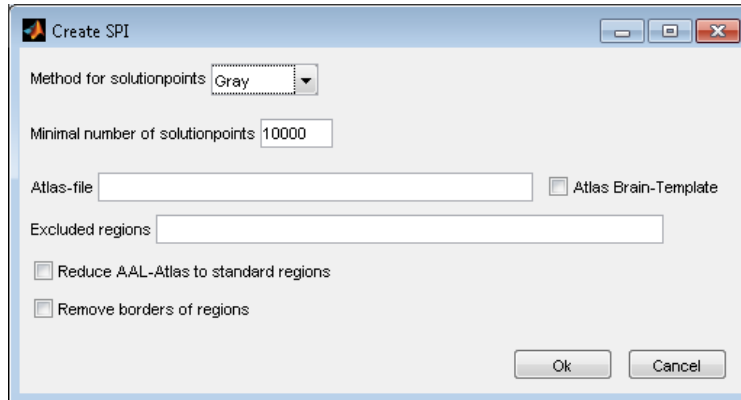 Create SPI
Method for solutionpoints Gray
Minimal number of solutionpoints 10000
Atlas-file Atlas Brain-Template
Excluded regions
Reduce AAL-Atlas to standard regions
Remove borders of regions
Ok Cancel